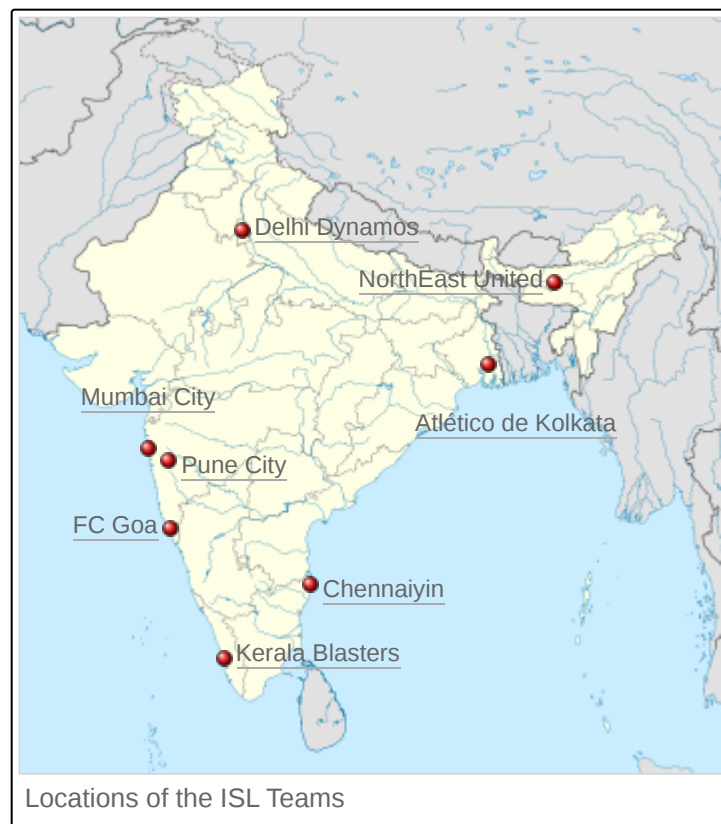 Delhi Dynamos
NorthEast United
Mumbai City
Atlético de Kolkata
Pune City
FC Goa
Chennaiyin
Kerala Blasters
Locations of the ISL Teams